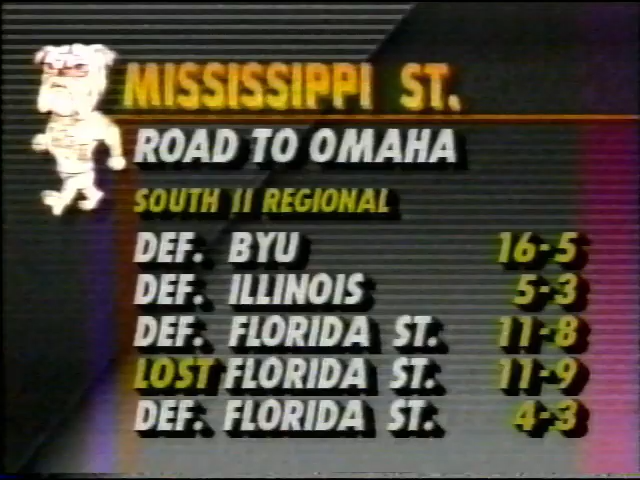 MISSISSIPPI ST.
ROAD TO OMAHA
SOUTH II REGIONAL
DEF. BYU 16-5
DEF. ILLINOIS 5-3
DEF. FLORIDA ST. 11-8
LOST FLORIDA ST. 11-9
DEF. FLORIDA ST. 4-3